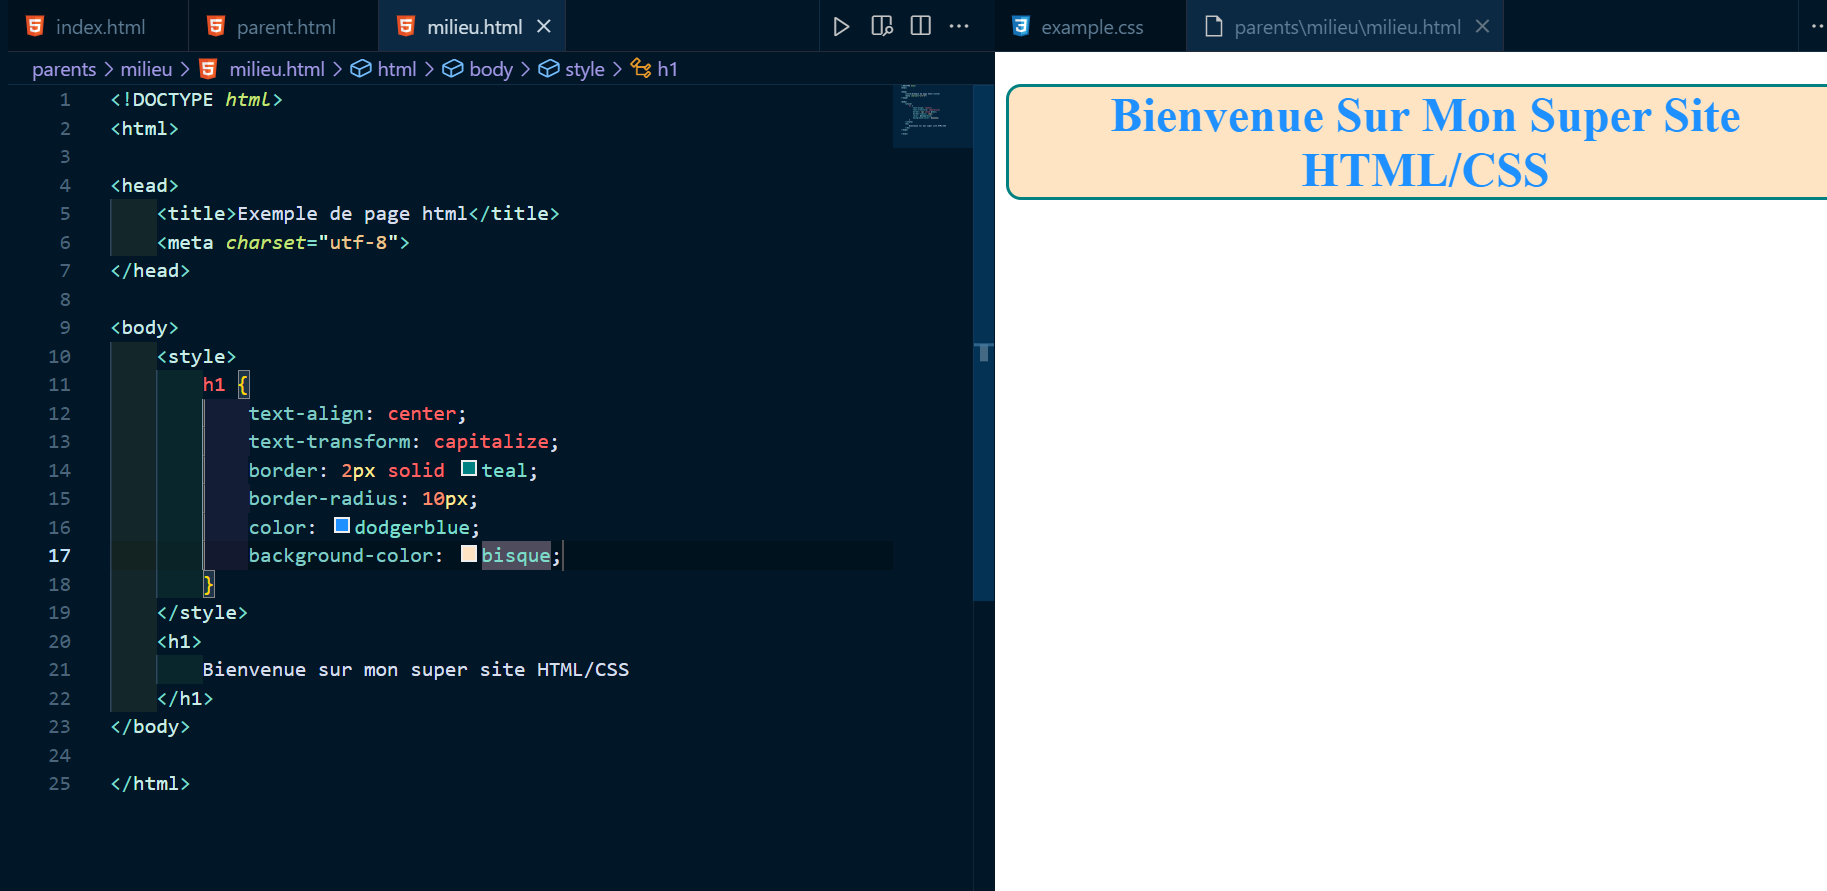 index.html
parent.html
milieu.html
example.css
parents\milieu\milieu.html
parents > milieu > milieu.html > html > body > style > h1
1 <!DOCTYPE html>
2 <html>
3
4 <head>
5 <title>Exemple de page html</title>
6 <meta charset="utf-8">
7 </head>
8
9 <body>
10 <style>
11 h1 {
12 text-align: center;
13 text-transform: capitalize;
14 border: 2px solid teal;
15 border-radius: 10px;
16 color: dodgerblue;
17 background-color: bisque;
18 }
19 </style>
20 <h1>
21 Bienvenue sur mon super site HTML/CSS
22 </h1>
23 </body>
24
25 </html>
Bienvenue Sur Mon Super Site
HTML/CSS